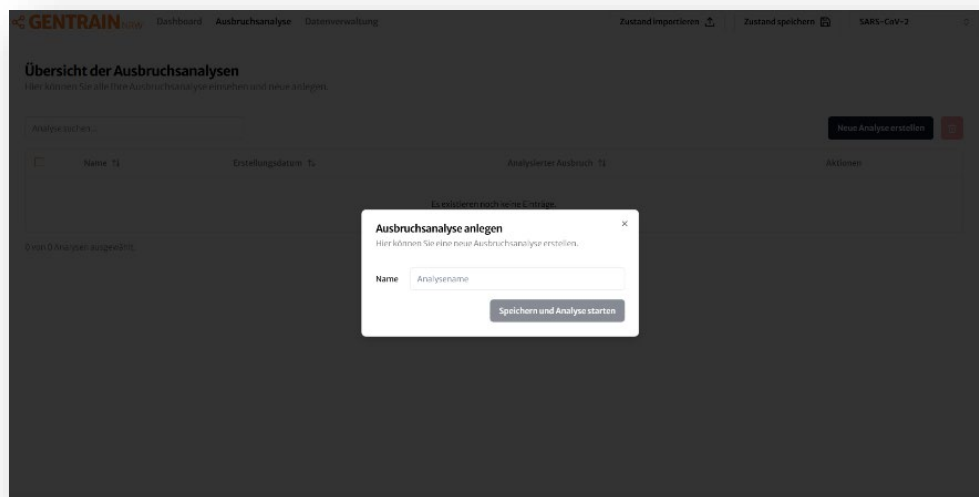 GENTRAIN BETA Dashboard Ausbruchsanalyse Datenverwaltung Zustand importieren Zustand speichern SARS-CoV-2
Übersicht der Ausbruchsanalysen
Hier können Sie alle Ihre Ausbruchsanalyse einsehen und neue anlegen.
Analyse suchen...
Neue Analyse erstellen
Name Erstellungsdatum Analysierter Ausbruch Aktionen
Es existieren noch keine Einträge.
0 von 0 Analysen ausgewählt.
Ausbruchsanalyse anlegen
Hier können Sie eine neue Ausbruchsanalyse erstellen.
Name Analysename
Speichern und Analyse starten